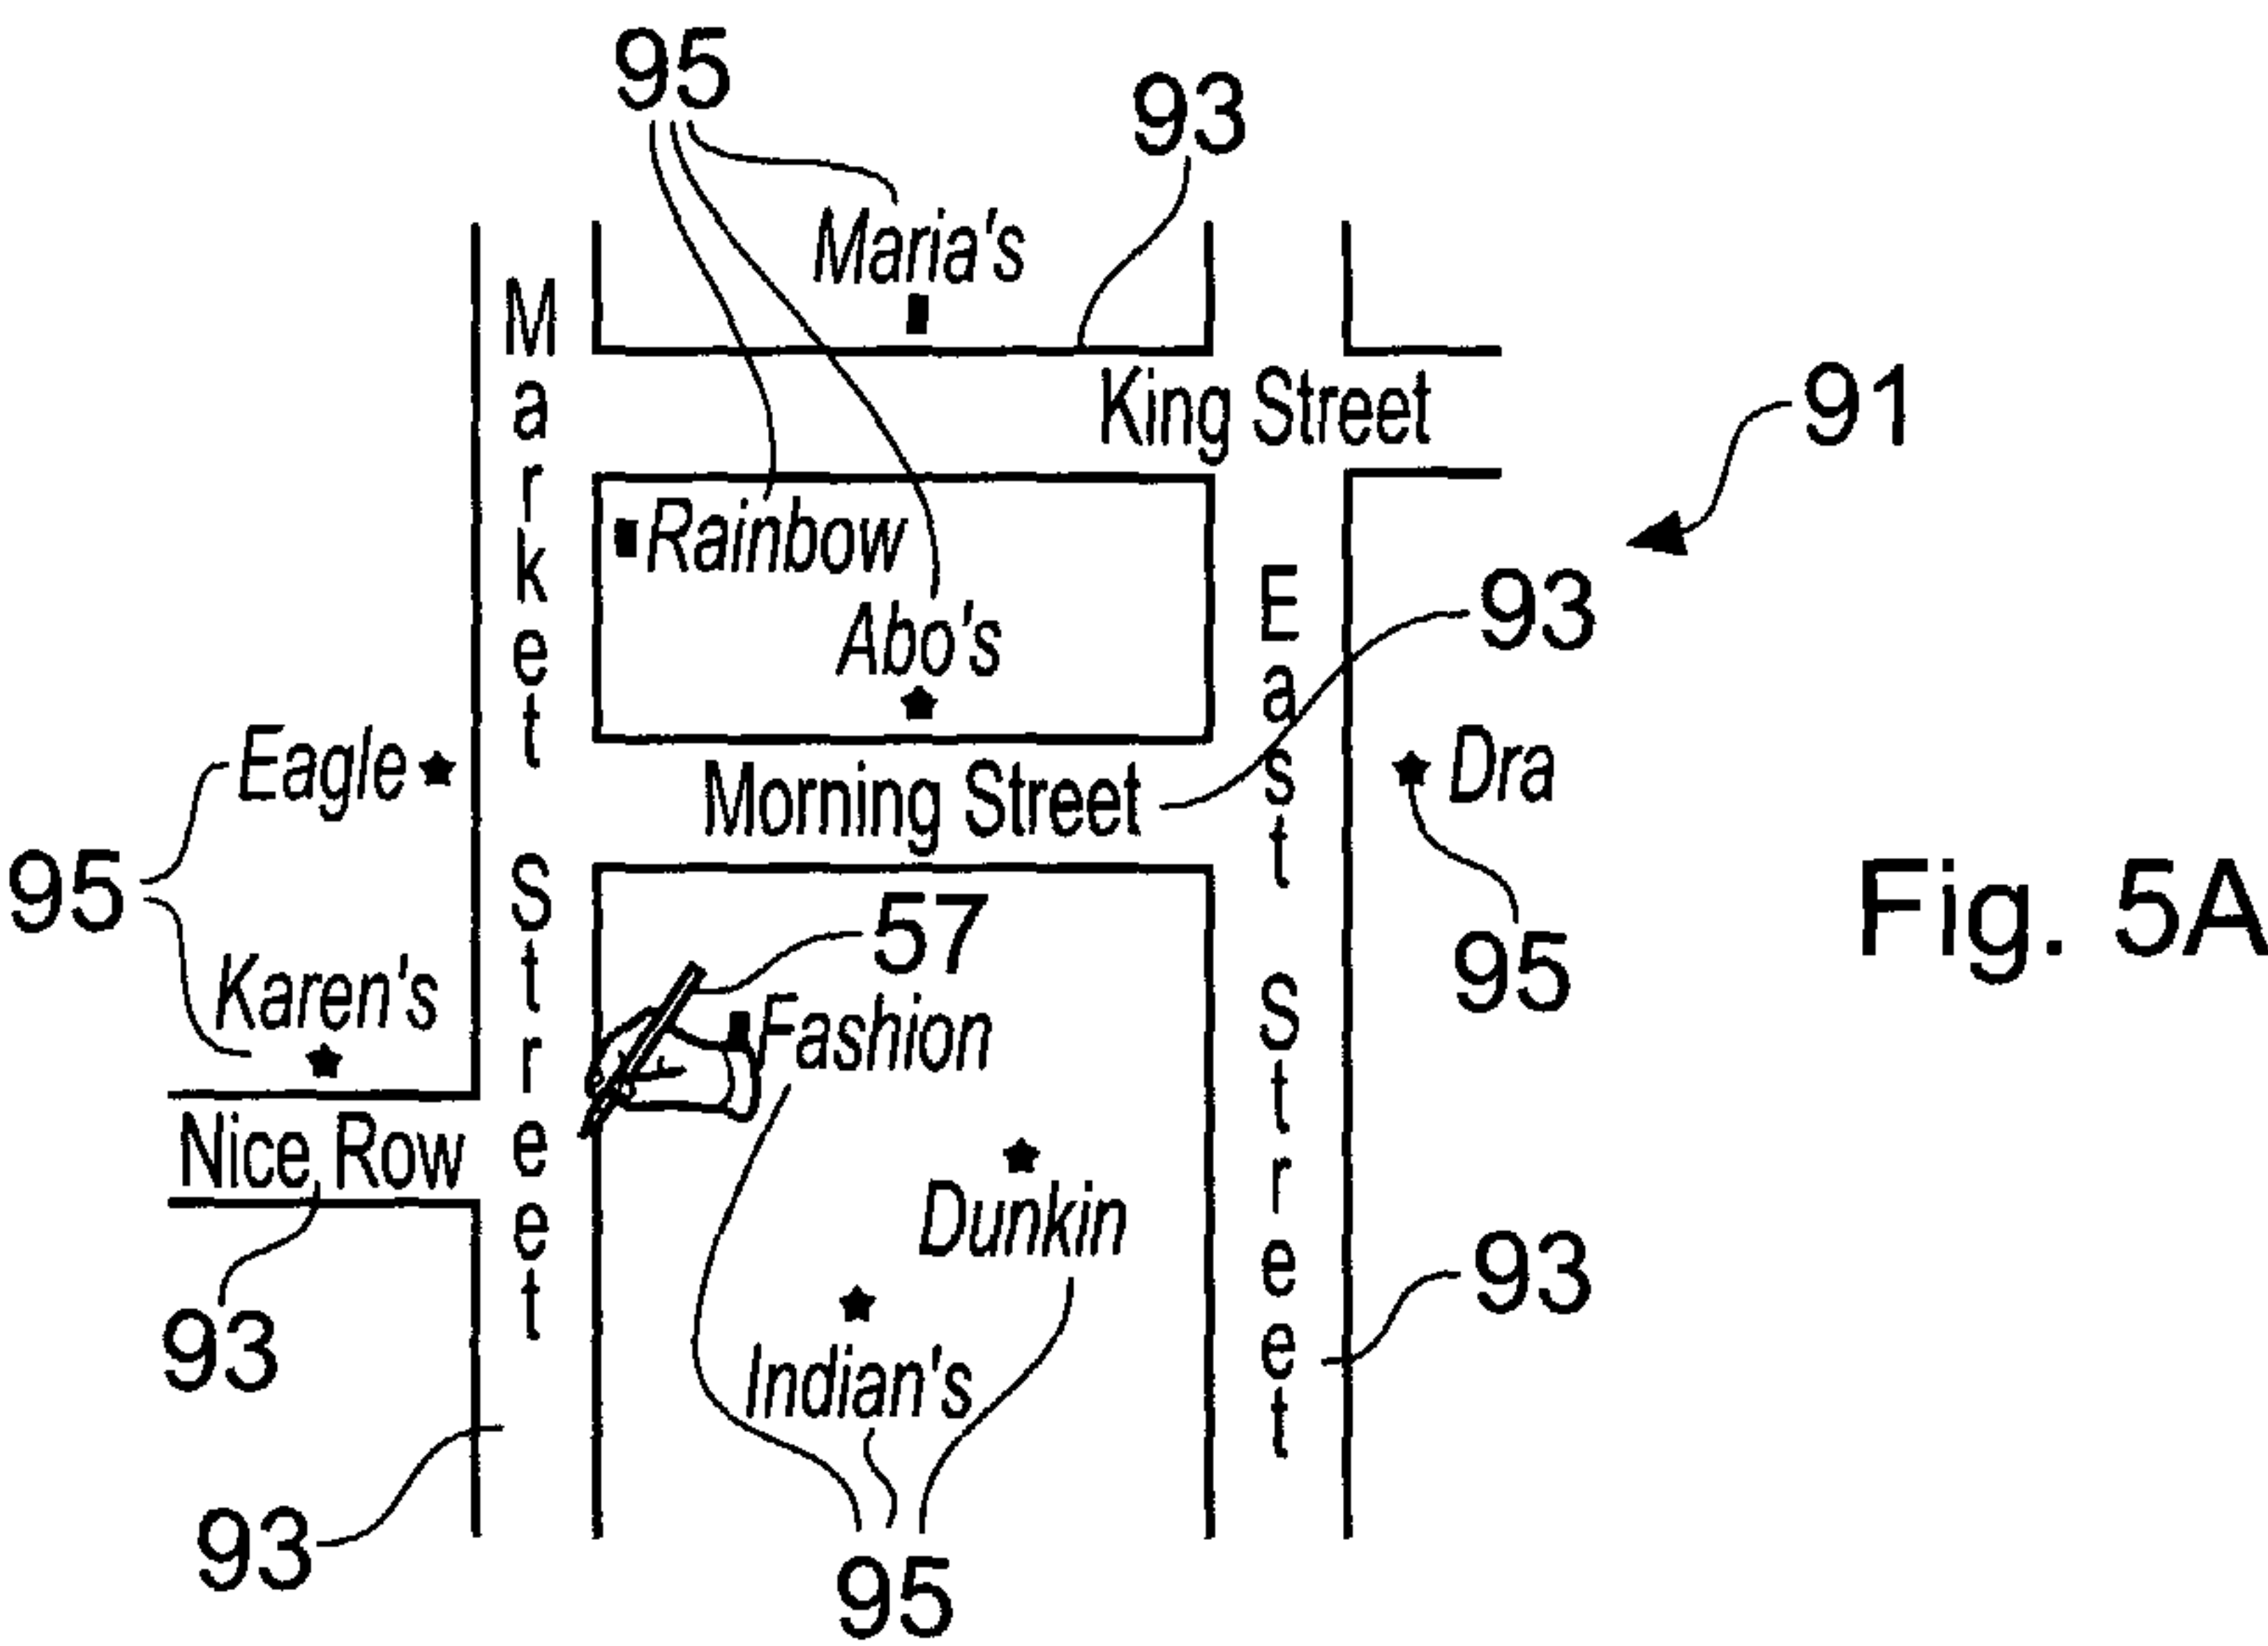 95
93
Maria's
Market Street
King Street
91
Rainbow
Abo's
East Street
93
Eagle
Dra
Morning Street
95
57
95
Fig. 5A
Karen's
Fashion
Nice Row
Dunkin
93
93
Indian's
93
95